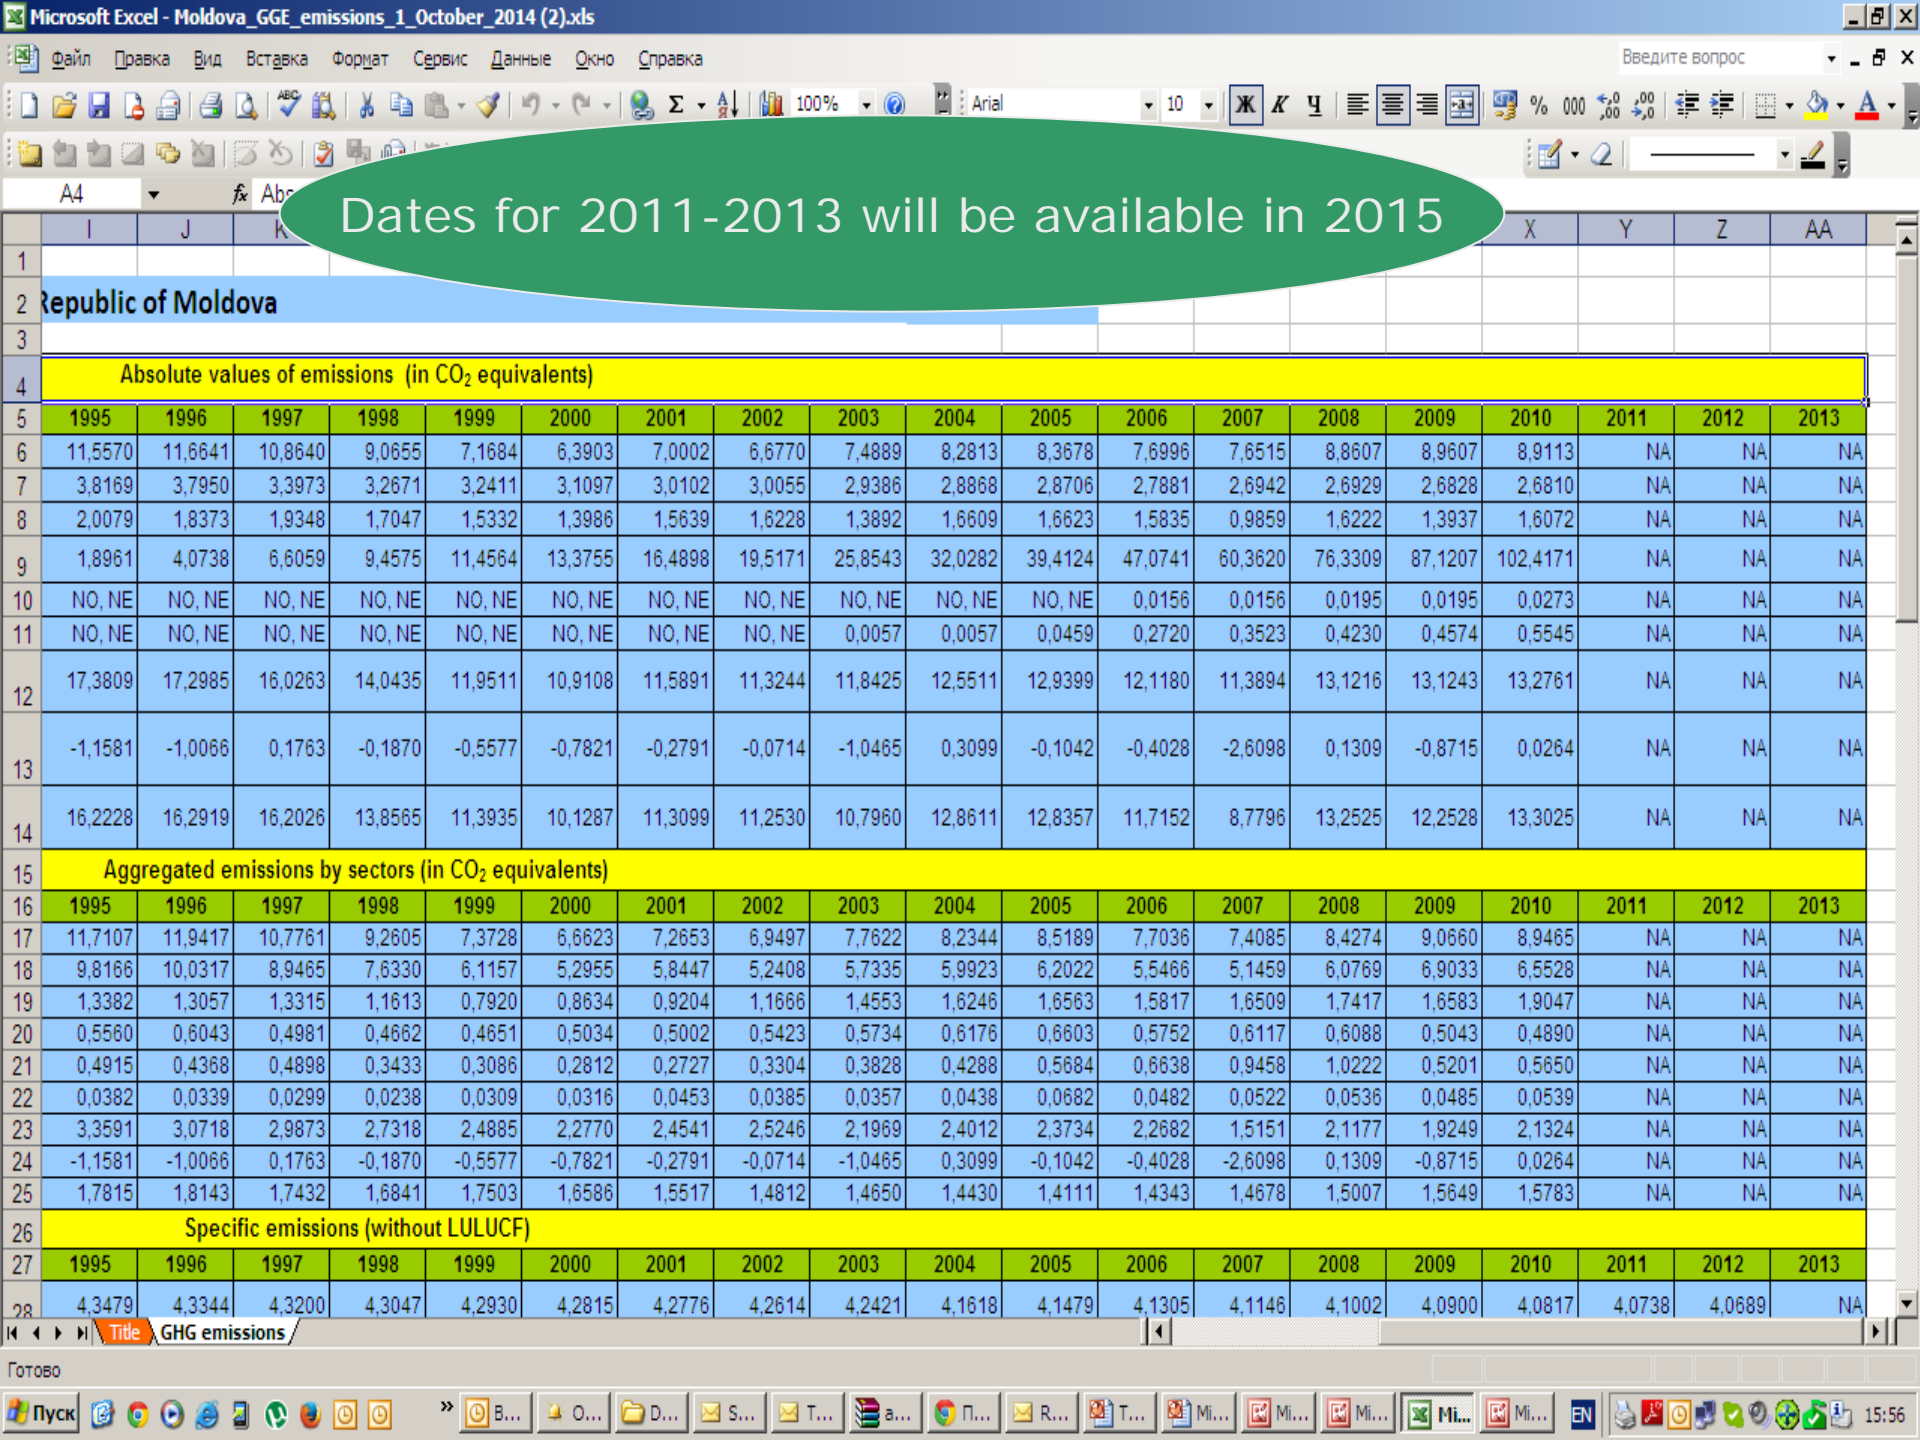 Microsoft Excel - Moldova_GGE_emissions_1_October_2014 (2).xls
Файл Правка Вид Вставка Формат Сервис Данные Окно Справка Введите вопрос
100% Arial 10 Ж К Ч % 000
A4 fx Abs
Dates for 2011-2013 will be available in 2015
I J K X Y Z AA
1
2 Republic of Moldova
3
4 Absolute values of emissions (in CO₂ equivalents)
5 1995 1996 1997 1998 1999 2000 2001 2002 2003 2004 2005 2006 2007 2008 2009 2010 2011 2012 2013
6 11,5570 11,6641 10,8640 9,0655 7,1684 6,3903 7,0002 6,6770 7,4889 8,2813 8,3678 7,6996 7,6515 8,8607 8,9607 8,9113 NA NA NA
7 3,8169 3,7950 3,3973 3,2671 3,2411 3,1097 3,0102 3,0055 2,9386 2,8868 2,8706 2,7881 2,6942 2,6929 2,6828 2,6810 NA NA NA
8 2,0079 1,8373 1,9348 1,7047 1,5332 1,3986 1,5639 1,6228 1,3892 1,6609 1,6623 1,5835 0,9859 1,6222 1,3937 1,6072 NA NA NA
9 1,8961 4,0738 6,6059 9,4575 11,4564 13,3755 16,4898 19,5171 25,8543 32,0282 39,4124 47,0741 60,3620 76,3309 87,1207 102,4171 NA NA NA
10 NO, NE NO, NE NO, NE NO, NE NO, NE NO, NE NO, NE NO, NE NO, NE NO, NE NO, NE 0,0156 0,0156 0,0195 0,0195 0,0273 NA NA NA
11 NO, NE NO, NE NO, NE NO, NE NO, NE NO, NE NO, NE NO, NE 0,0057 0,0057 0,0459 0,2720 0,3523 0,4230 0,4574 0,5545 NA NA NA
12 17,3809 17,2985 16,0263 14,0435 11,9511 10,9108 11,5891 11,3244 11,8425 12,5511 12,9399 12,1180 11,3894 13,1216 13,1243 13,2761 NA NA NA
13 -1,1581 -1,0066 0,1763 -0,1870 -0,5577 -0,7821 -0,2791 -0,0714 -1,0465 0,3099 -0,1042 -0,4028 -2,6098 0,1309 -0,8715 0,0264 NA NA NA
14 16,2228 16,2919 16,2026 13,8565 11,3935 10,1287 11,3099 11,2530 10,7960 12,8611 12,8357 11,7152 8,7796 13,2525 12,2528 13,3025 NA NA NA
15 Aggregated emissions by sectors (in CO₂ equivalents)
16 1995 1996 1997 1998 1999 2000 2001 2002 2003 2004 2005 2006 2007 2008 2009 2010 2011 2012 2013
17 11,7107 11,9417 10,7761 9,2605 7,3728 6,6623 7,2653 6,9497 7,7622 8,2344 8,5189 7,7036 7,4085 8,4274 9,0660 8,9465 NA NA NA
18 9,8166 10,0317 8,9465 7,6330 6,1157 5,2955 5,8447 5,2408 5,7335 5,9923 6,2022 5,5466 5,1459 6,0769 6,9033 6,5528 NA NA NA
19 1,3382 1,3057 1,3315 1,1613 0,7920 0,8634 0,9204 1,1666 1,4553 1,6246 1,6563 1,5817 1,6509 1,7417 1,6583 1,9047 NA NA NA
20 0,5560 0,6043 0,4981 0,4662 0,4651 0,5034 0,5002 0,5423 0,5734 0,6176 0,6603 0,5752 0,6117 0,6088 0,5043 0,4890 NA NA NA
21 0,4915 0,4368 0,4898 0,3433 0,3086 0,2812 0,2727 0,3304 0,3828 0,4288 0,5684 0,6638 0,9458 1,0222 0,5201 0,5650 NA NA NA
22 0,0382 0,0339 0,0299 0,0238 0,0309 0,0316 0,0453 0,0385 0,0357 0,0438 0,0682 0,0482 0,0522 0,0536 0,0485 0,0539 NA NA NA
23 3,3591 3,0718 2,9873 2,7318 2,4885 2,2770 2,4541 2,5246 2,1969 2,4012 2,3734 2,2682 1,5151 2,1177 1,9249 2,1324 NA NA NA
24 -1,1581 -1,0066 0,1763 -0,1870 -0,5577 -0,7821 -0,2791 -0,0714 -1,0465 0,3099 -0,1042 -0,4028 -2,6098 0,1309 -0,8715 0,0264 NA NA NA
25 1,7815 1,8143 1,7432 1,6841 1,7503 1,6586 1,5517 1,4812 1,4650 1,4430 1,4111 1,4343 1,4678 1,5007 1,5649 1,5783 NA NA NA
26 Specific emissions (without LULUCF)
27 1995 1996 1997 1998 1999 2000 2001 2002 2003 2004 2005 2006 2007 2008 2009 2010 2011 2012 2013
28 4,3479 4,3344 4,3200 4,3047 4,2930 4,2815 4,2776 4,2614 4,2421 4,1618 4,1479 4,1305 4,1146 4,1002 4,0900 4,0817 4,0738 4,0689 NA
Title GHG emissions
Готово
Пуск » В... О... D... S... T... a... П... R... T... Mi... Mi... Mi... Mi... Mi... EN 15:56